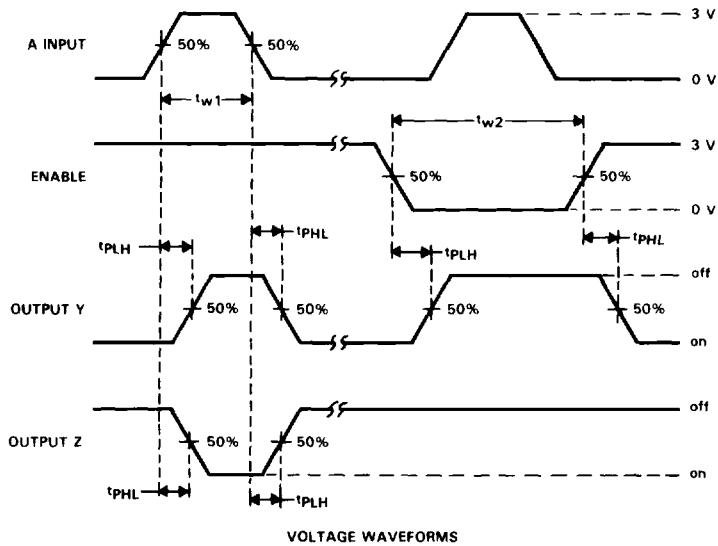 3 V
A INPUT
50%
50%
0 V
tw1
tw2
3 V
ENABLE
50%
50%
0 V
tPLH
tPHL
tPLH
tPHL
off
OUTPUT Y
50%
50%
50%
50%
on
off
OUTPUT Z
50%
50%
on
tPHL
tPLH
VOLTAGE WAVEFORMS